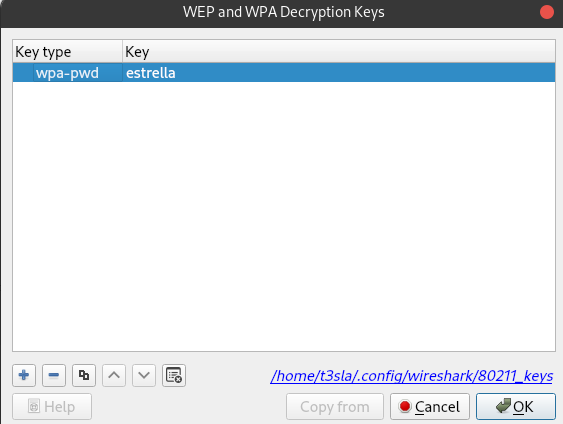 WEP and WPA Decryption Keys
Key type Key
wpa-pwd estrella
/home/t3sla/.config/wireshark/80211_keys
Help Copy from Cancel OK